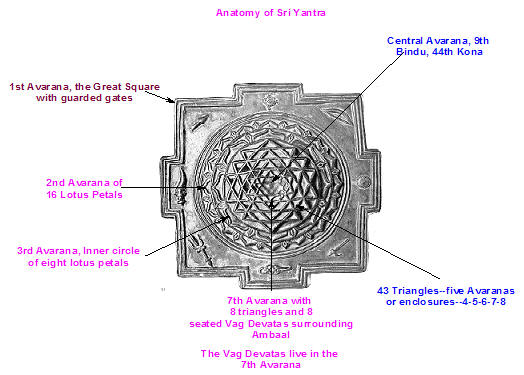 Anatomy of Sri Yantra
Central Avarana, 9th
Bindu, 44th Kona
1st Avarana, the Great Square
with guarded gates
2nd Avarana of
16 Lotus Petals
3rd Avarana, Inner circle
of eight lotus petals
43 Triangles--five Avaranas
or enclosures--4-5-6-7-8
7th Avarana with
8 triangles and 8
seated Vag Devatas surrounding
Ambaal
The Vag Devatas live in the
7th Avarana